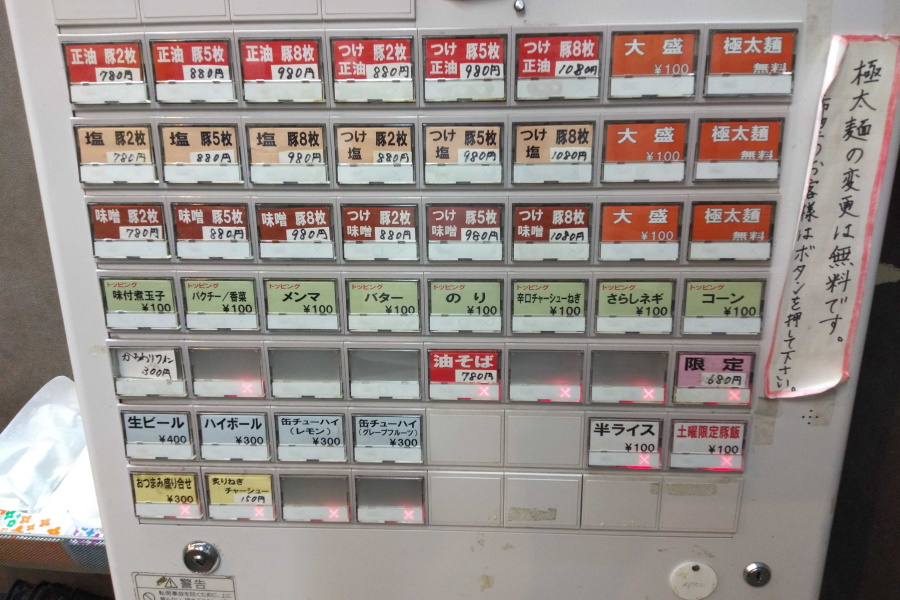 正油 豚2枚 780円
正油 豚5枚 880円
正油 豚8枚 980円
つけ 豚2枚
正油 880円
つけ 豚5枚
正油 980円
つけ 豚8枚
正油 1080円
大盛
¥100
極太麺
無料
塩 豚2枚
780円
塩 豚5枚
880円
塩 豚8枚
980円
つけ 豚2枚
塩 880円
つけ 豚5枚
塩 980円
つけ 豚8枚
塩 1080円
大盛
¥100
極太麺
無料
味噌 豚2枚
780円
味噌 豚5枚
880円
味噌 豚8枚
980円
つけ 豚2枚
味噌 880円
つけ 豚5枚
味噌 980円
つけ 豚8枚
味噌 1080円
大盛
¥100
極太麺
無料
トッピング
味付煮玉子
¥100
トッピング
パクチー/香菜
¥100
トッピング
メンマ
¥100
トッピング
バター
¥100
トッピング
のり
¥100
トッピング
辛口チャーシューねぎ
¥100
トッピング
さらしネギ
¥100
トッピング
コーン
¥100
300円
油そば
780円
限定
680円
生ビール
¥400
ハイボール
¥300
缶チューハイ
(レモン)
¥300
缶チューハイ
(グレープフルーツ)
¥300
半ライス
¥100
土曜限定豚飯
¥100
おつまみ盛り合せ
¥300
炙りねぎ
チャーシュー
150円
極太麺の変更は無料です。
のお客様はボタンを押して下さい。
警告